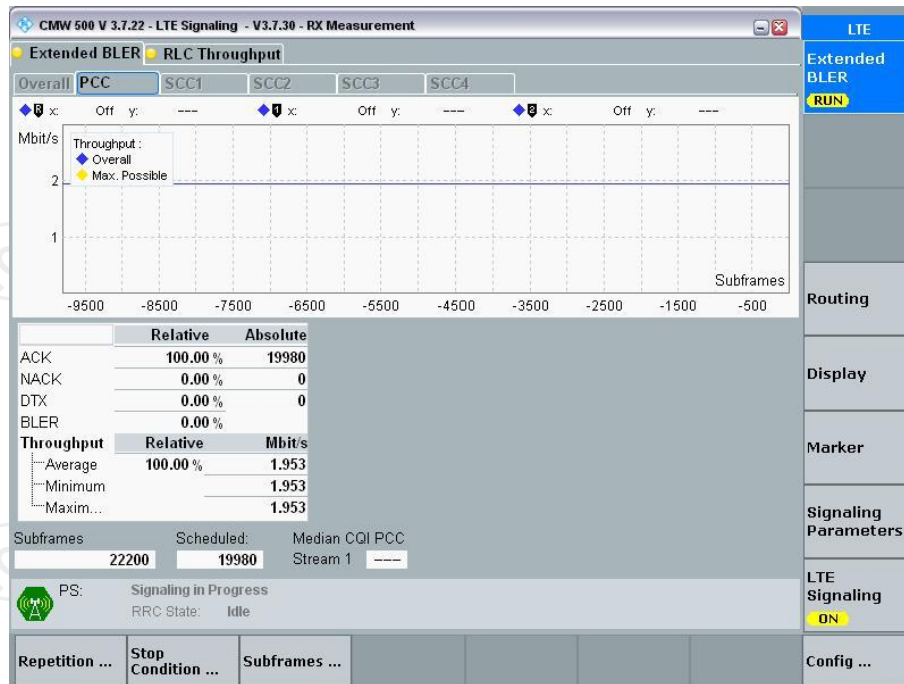 CMW 500 V 3.7.22 - LTE Signaling - V3.7.30 - RX Measurement
LTE
Extended BLER RLC Throughput
Extended
BLER
RUN
Overall PCC SCC1 SCC2 SCC3 SCC4
x: Off y: --- 1 x: Off y: --- x: Off y: ---
Mbit/s
Throughput :
Overall
Max. Possible
2
1
Subframes
-9500 -8500 -7500 -6500 -5500 -4500 -3500 -2500 -1500 -500
Routing
Relative Absolute
ACK 100.00 % 19980
NACK 0.00 % 0
DTX 0.00 % 0
BLER 0.00 %
Display
Throughput Relative Mbit/s
Average 100.00 % 1.953
Minimum 1.953
Maxim... 1.953
Marker
Signaling
Parameters
Subframes Scheduled: Median CQI PCC
22200 19980 Stream 1 ---
PS: Signaling in Progress
RRC State: Idle
LTE
Signaling
ON
Repetition ... Stop Condition ... Subframes ... Config ...